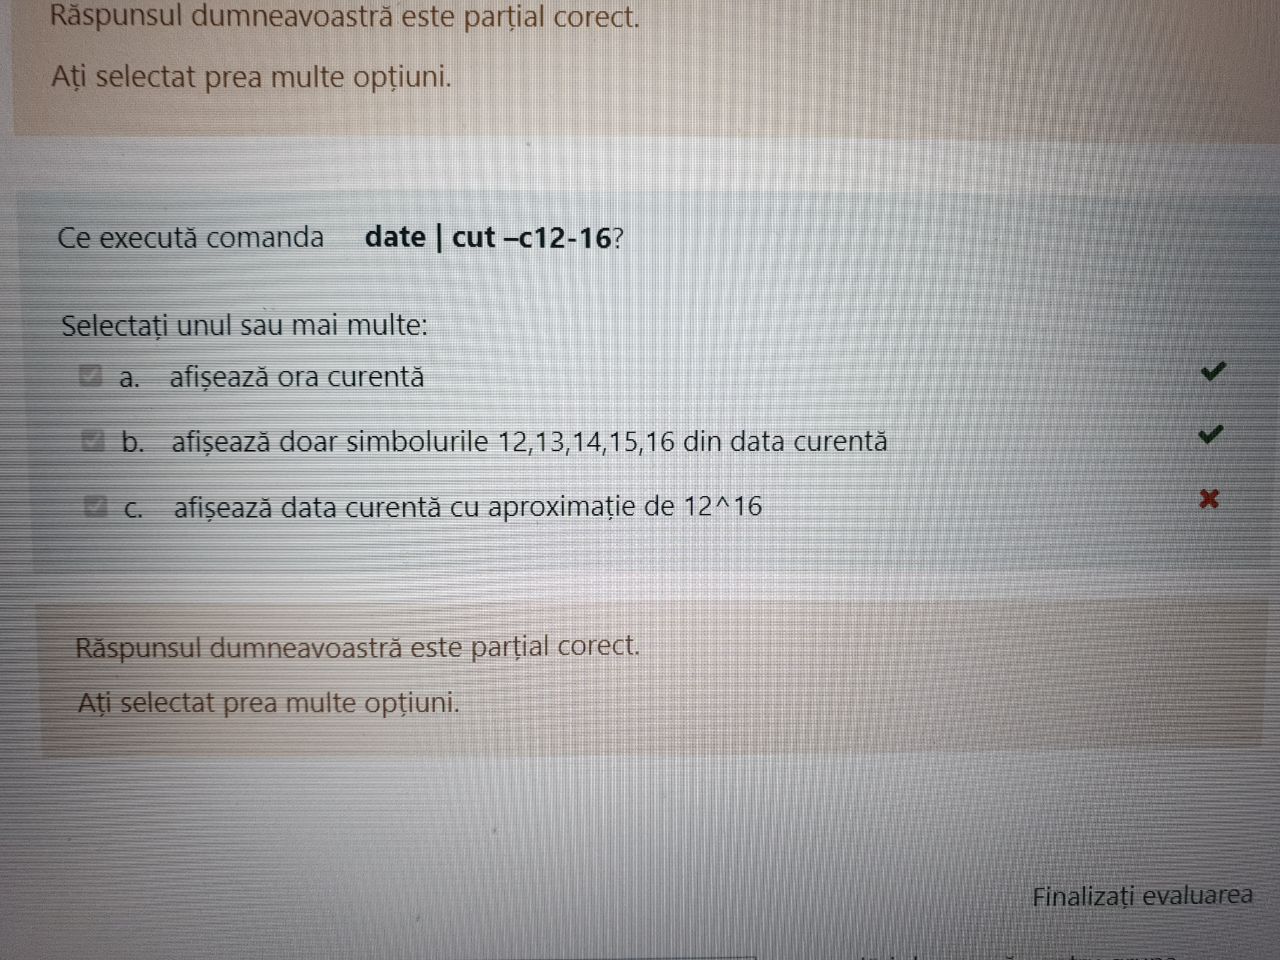 Răspunsul dumneavoastră este parțial corect.
Ați selectat prea multe opțiuni.
Ce execută comanda date | cut –c12-16?
Selectați unul sau mai multe:
a. afișează ora curentă
b. afișează doar simbolurile 12,13,14,15,16 din data curentă
c. afișează data curentă cu aproximație de 12^16
Răspunsul dumneavoastră este parțial corect.
Ați selectat prea multe opțiuni.
Finalizați evaluarea